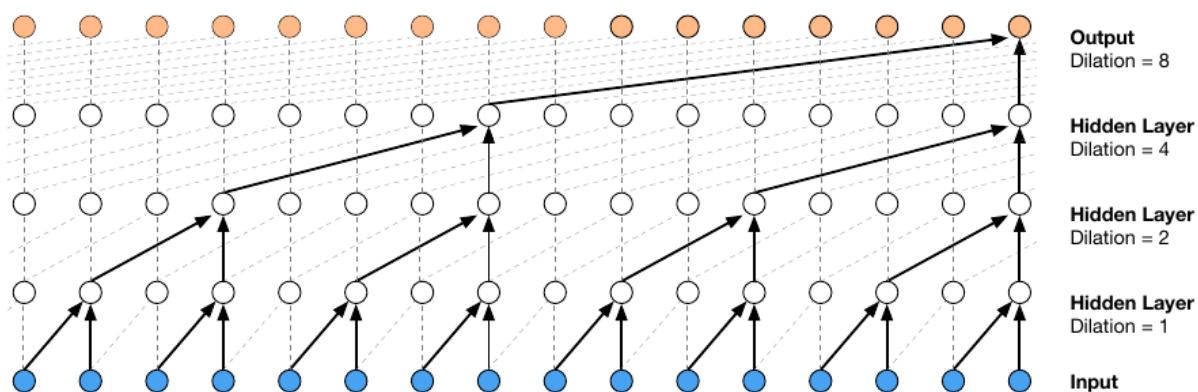 Output
Dilation = 8
Hidden Layer
Dilation = 4
Hidden Layer
Dilation = 2
Hidden Layer
Dilation = 1
Input